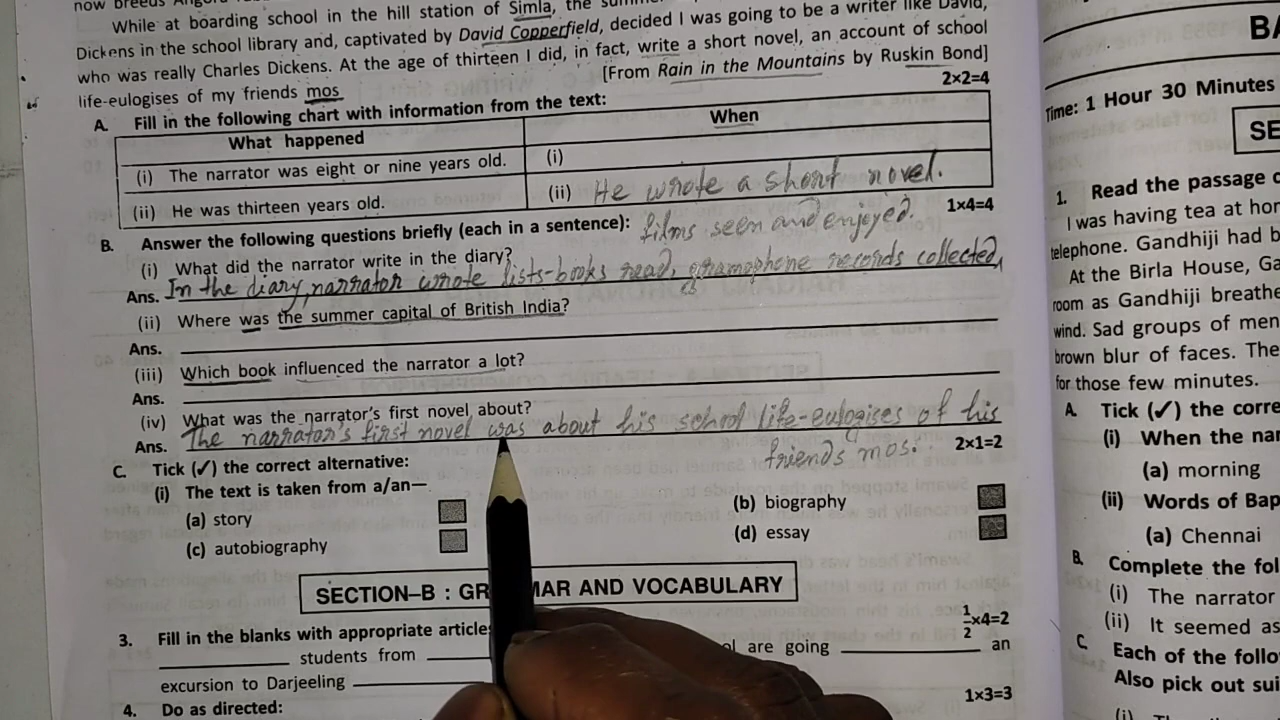 now breeds Angora
While at boarding school in the hill station of Simla, the
Dickens in the school library and, captivated by David Copperfield, decided I was going to be a writer like David,
who was really Charles Dickens. At the age of thirteen I did, in fact, write a short novel, an account of school
life-eulogises of my friends mos
[From Rain in the Mountains by Ruskin Bond]
A. Fill in the following chart with information from the text: 2×2=4
What happened When
(i) The narrator was eight or nine years old. (i)
(ii) He was thirteen years old. (ii) He wrote a short novel.
B. Answer the following questions briefly (each in a sentence): 1×4=4
films seen and enjoyed.
(i) What did the narrator write in the diary?
Ans. In the diary, narrator wrote lists-books read, gramophone records collected,
(ii) Where was the summer capital of British India?
Ans.
(iii) Which book influenced the narrator a lot?
Ans.
(iv) What was the narrator's first novel about?
Ans. The narrator's first novel was about his school life-eulogises of his
friends mos.
C. Tick (✓) the correct alternative: 2×1=2
(i) The text is taken from a/an—
(a) story (b) biography
(c) autobiography (d) essay
SECTION–B : GR MAR AND VOCABULARY
3. Fill in the blanks with appropriate articles 1/2×4=2
students from are going an
excursion to Darjeeling
4. Do as directed: 1×3=3
BA
Time: 1 Hour 30 Minutes
SE
1. Read the passage
I was having tea at
telephone. Gandhiji had
At the Birla House,
room as Gandhiji
wind. Sad groups of men
brown blur of faces. The
for those few minutes.
A. Tick (✓) the
(i) When the
(a) morning
(ii) Words of
(a) Chennai
B. Complete the
(i) The narrator
(ii) It seemed
C. Each of the
Also pick out
(i)